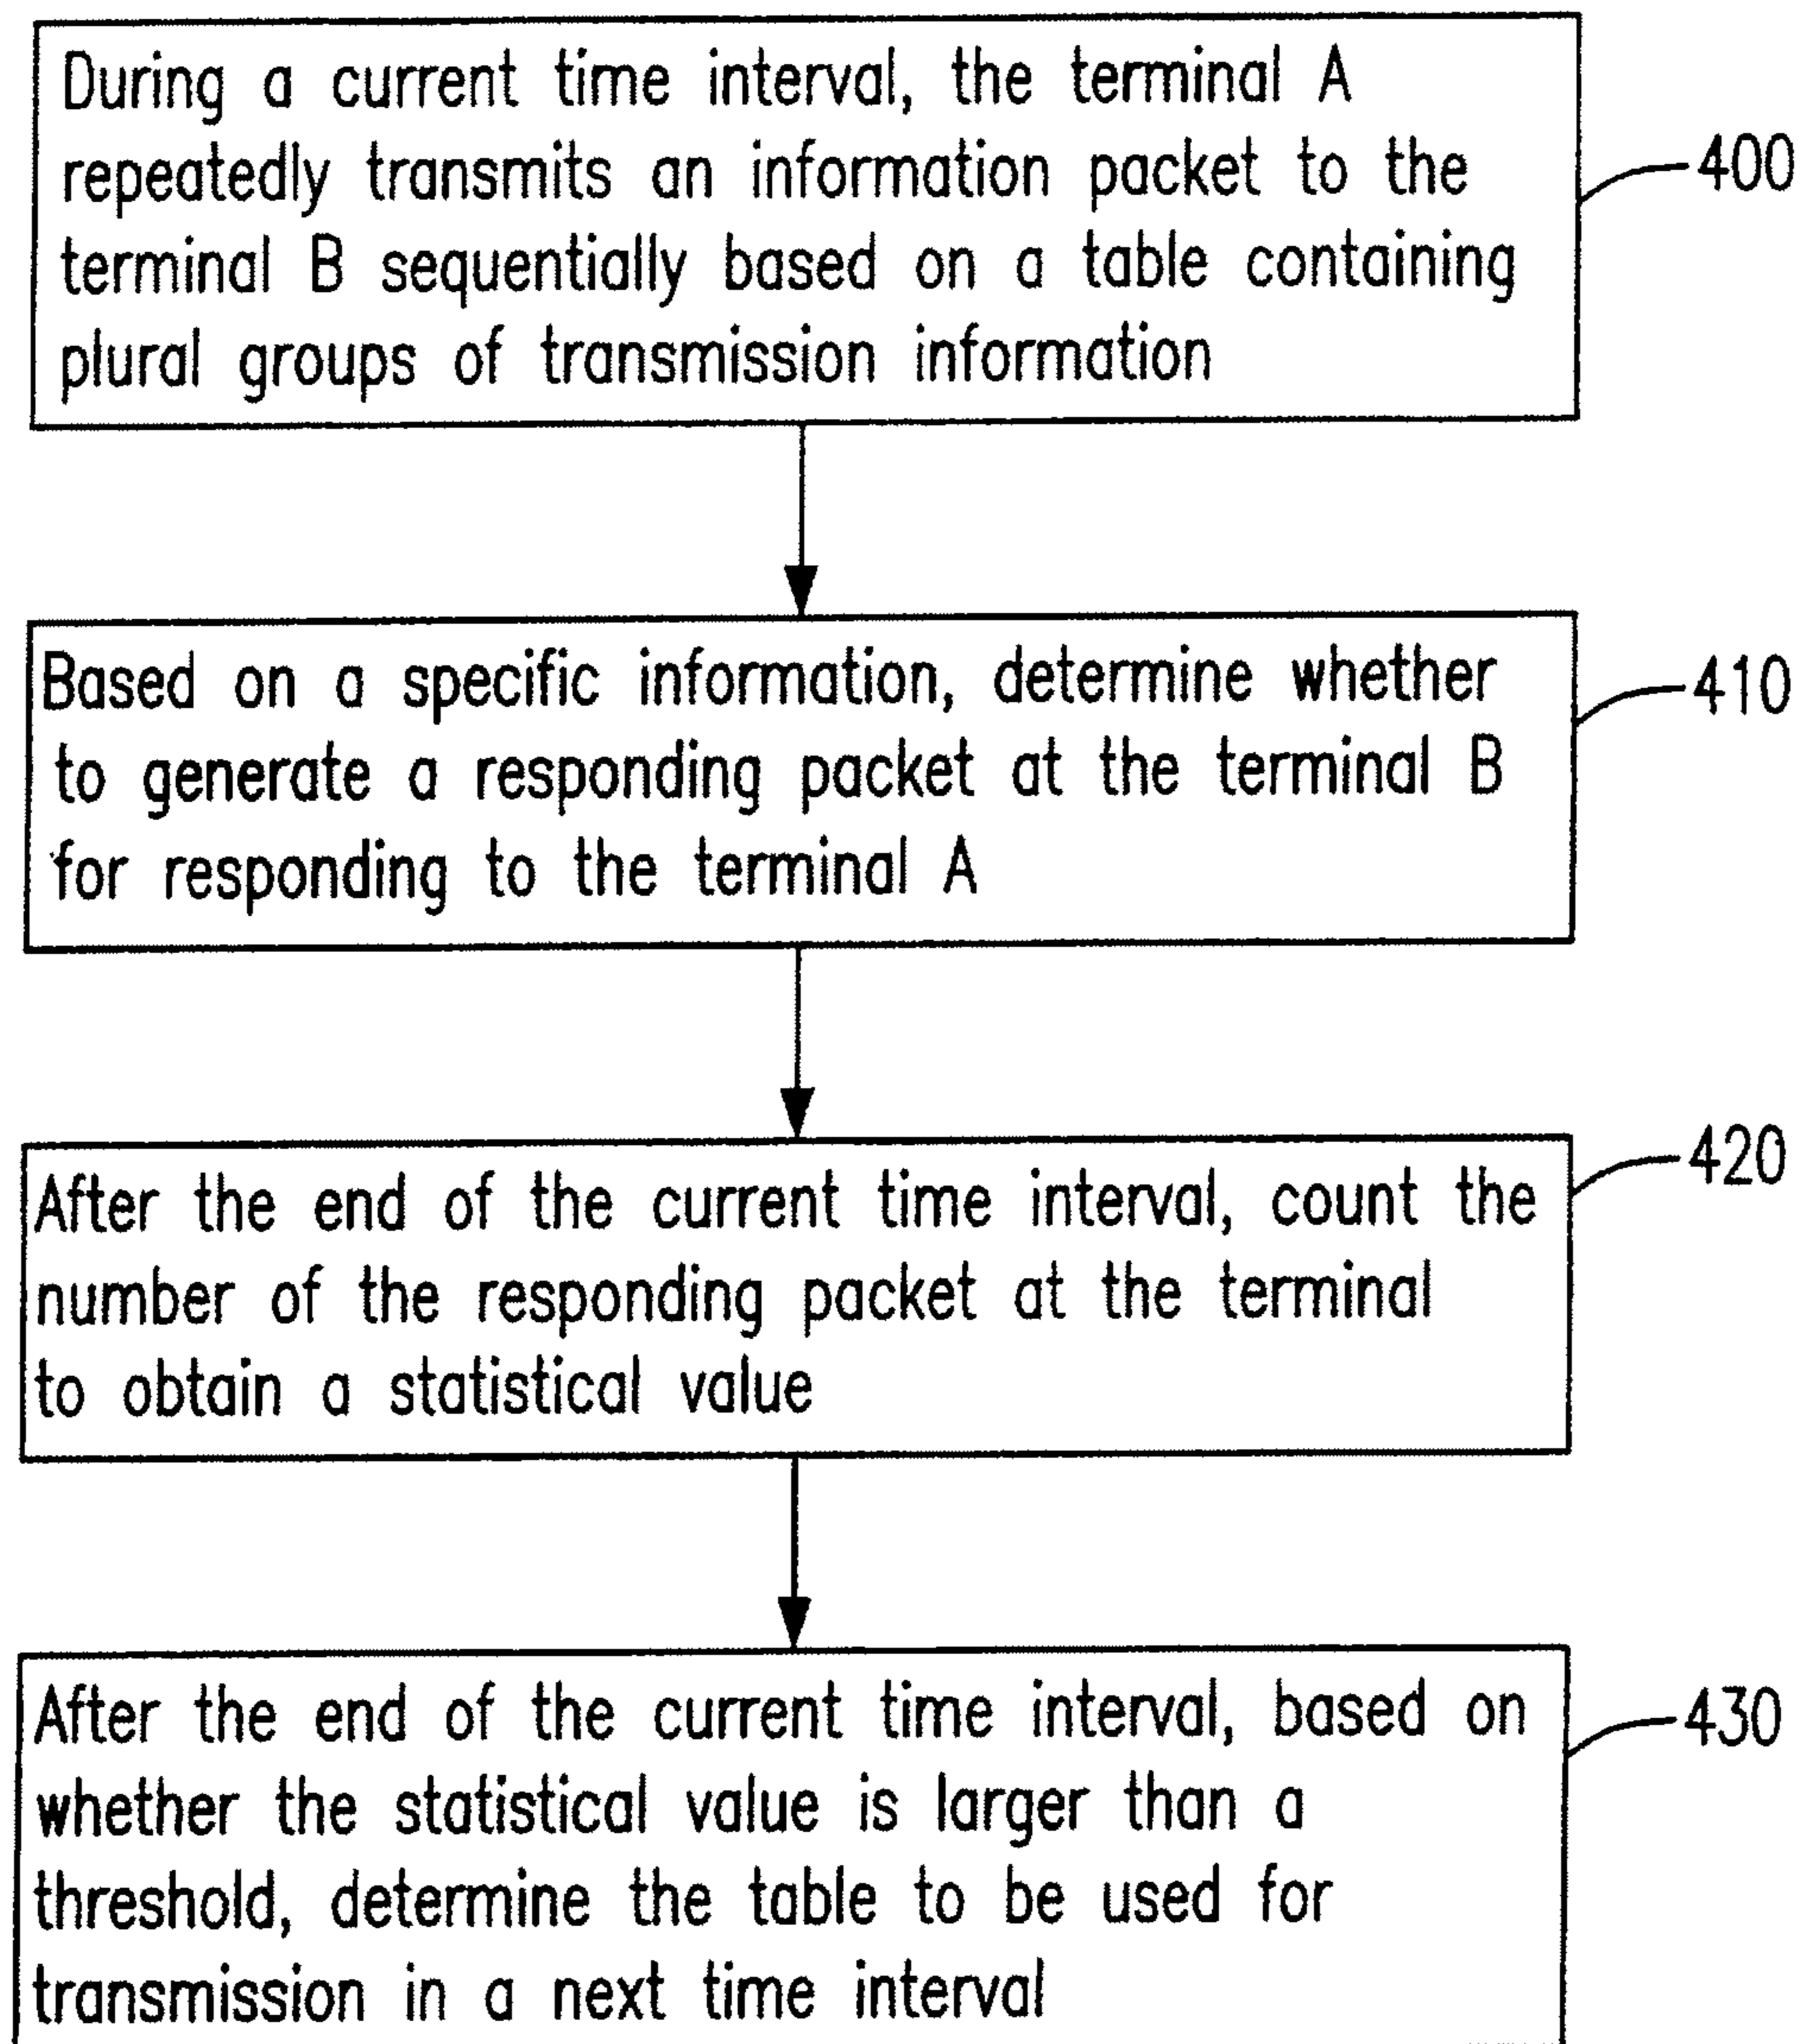 During a current time interval, the terminal A
repeatedly transmits an information packet to the
terminal B sequentially based on a table containing
plural groups of transmission information
400
Based on a specific information, determine whether
to generate a responding packet at the terminal B
for responding to the terminal A
410
After the end of the current time interval, count the
number of the responding packet at the terminal
to obtain a statistical value
420
After the end of the current time interval, based on
whether the statistical value is larger than a
threshold, determine the table to be used for
transmission in a next time interval
430